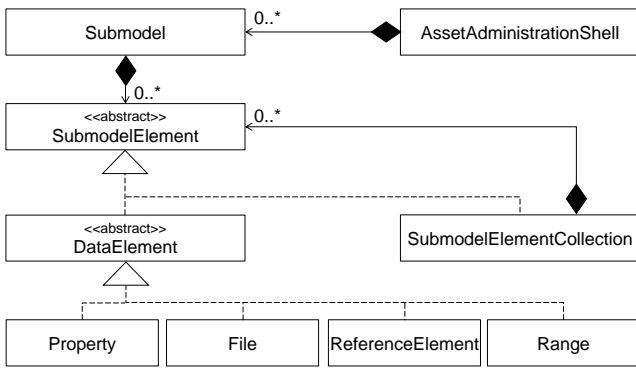 Submodel
0..*
AssetAdministrationShell
0..*
<<abstract>>
SubmodelElement
0..*
<<abstract>>
DataElement
SubmodelElementCollection
Property
File
ReferenceElement
Range